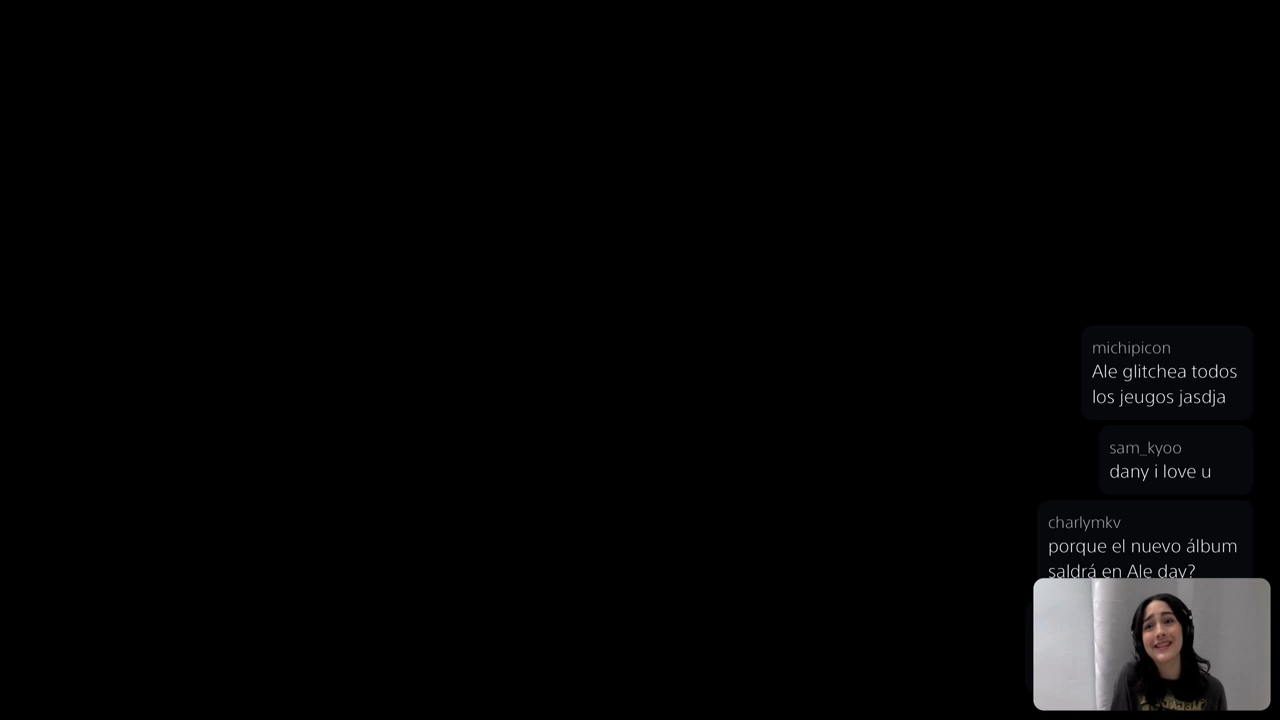 michipicon
Ale glitchea todos
los jeugos jasdja
sam_kyoo
dany i love u
charlymkv
porque el nuevo álbum
saldrá en Ale day?